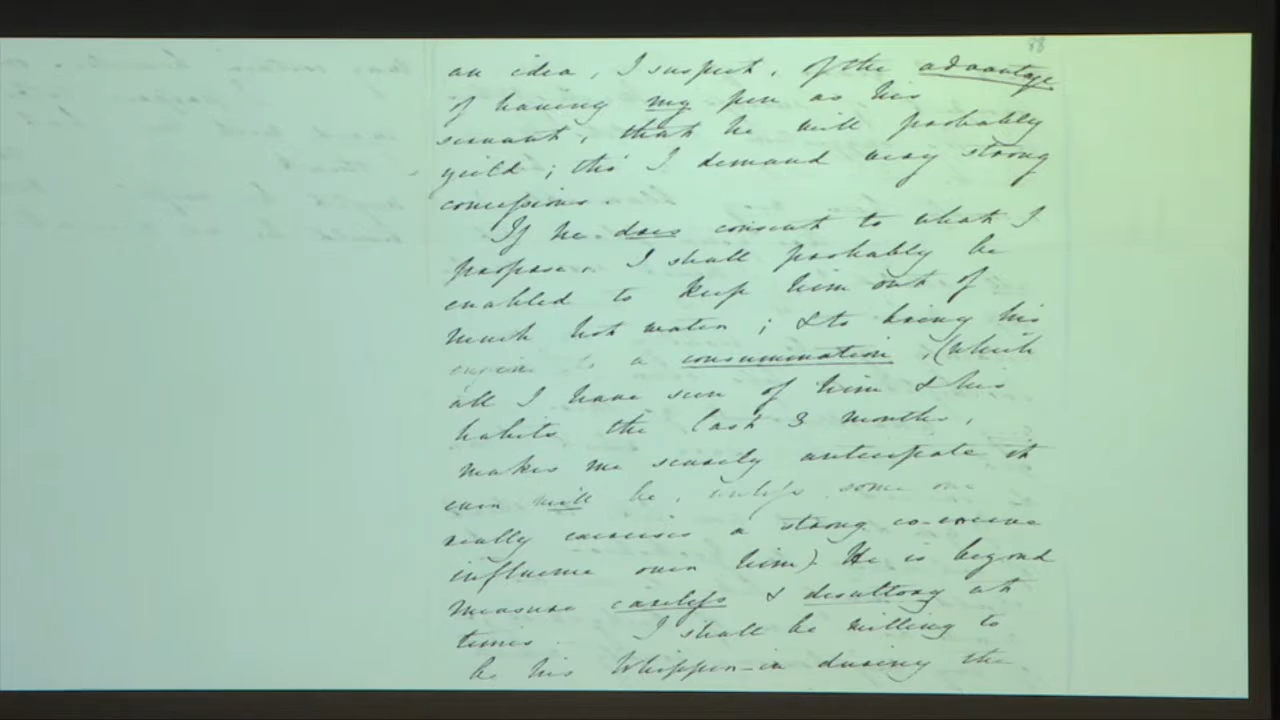 88
an idea, I suspect, of the advantage
of having my pen as his
servant, that he will probably
yield; tho' I demand very strong
concessions.
If he does consent to what I
propose, I shall probably be
enabled to keep him out of
much hot water; & to bring his
engine to a consummation, (which
all I have seen of him & his
habits the last 3 months,
makes me scarcely anticipate it
ever will be, unless some one
really exercises a strong co-ercive
influence over him). He is beyond
measure careless & desultory at
times. I shall be willing to
be his Whipper-in during the